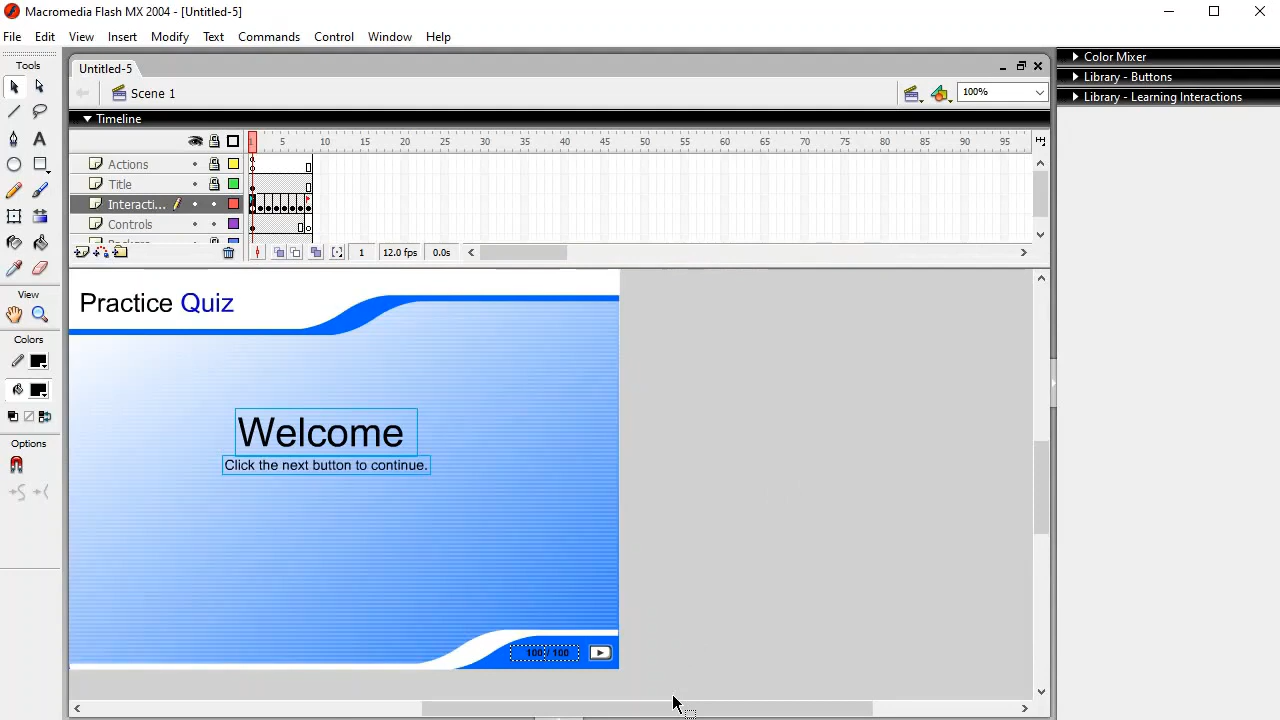 Macromedia Flash MX 2004 - [Untitled-5]
File Edit View Insert Modify Text Commands Control Window Help
Tools
Untitled-5
Scene 1
100%
Color Mixer
Library - Buttons
Library - Learning Interactions
Timeline
1 5 10 15 20 25 30 35 40 45 50 55 60 65 70 75 80 85 90 95
Actions
Title
Interacti...
Controls
1 12.0 fps 0.0s
View
Colors
Options
Practice Quiz
Welcome
Click the next button to continue.
100 / 100